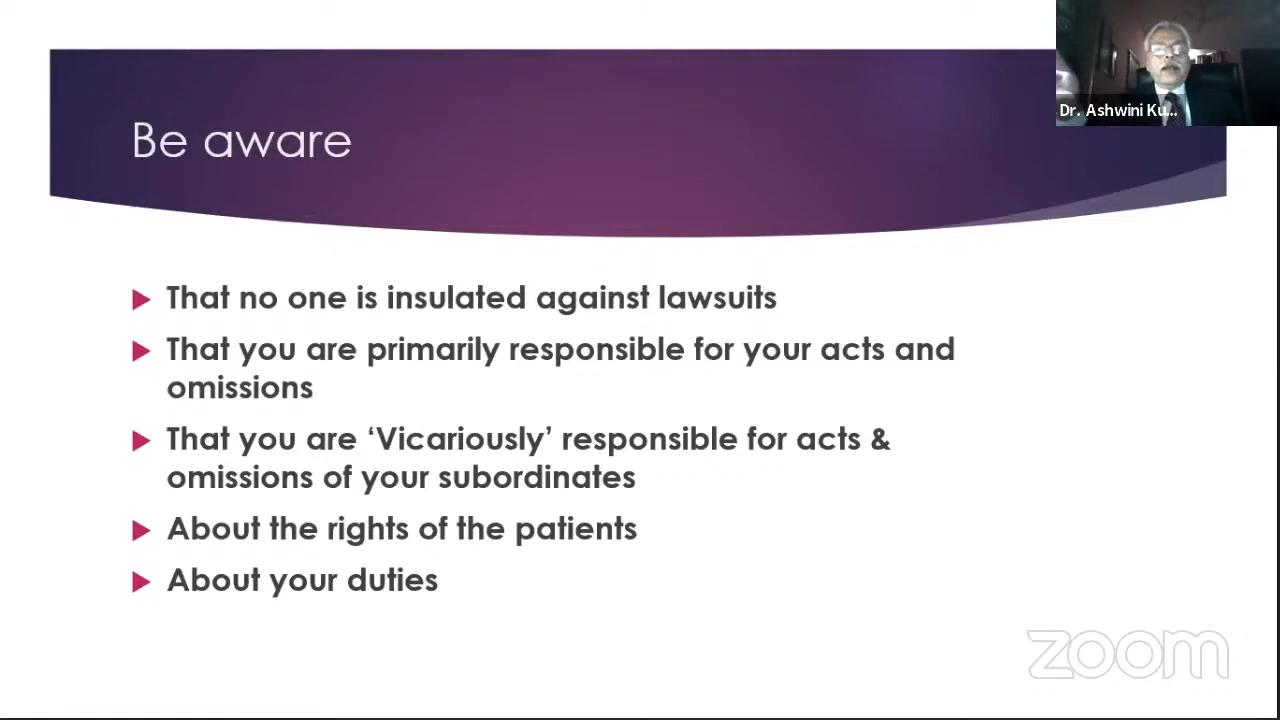 Dr. Ashwini Ku...
Be aware
That no one is insulated against lawsuits
That you are primarily responsible for your acts and
omissions
That you are ‘Vicariously’ responsible for acts &
omissions of your subordinates
About the rights of the patients
About your duties
zoom